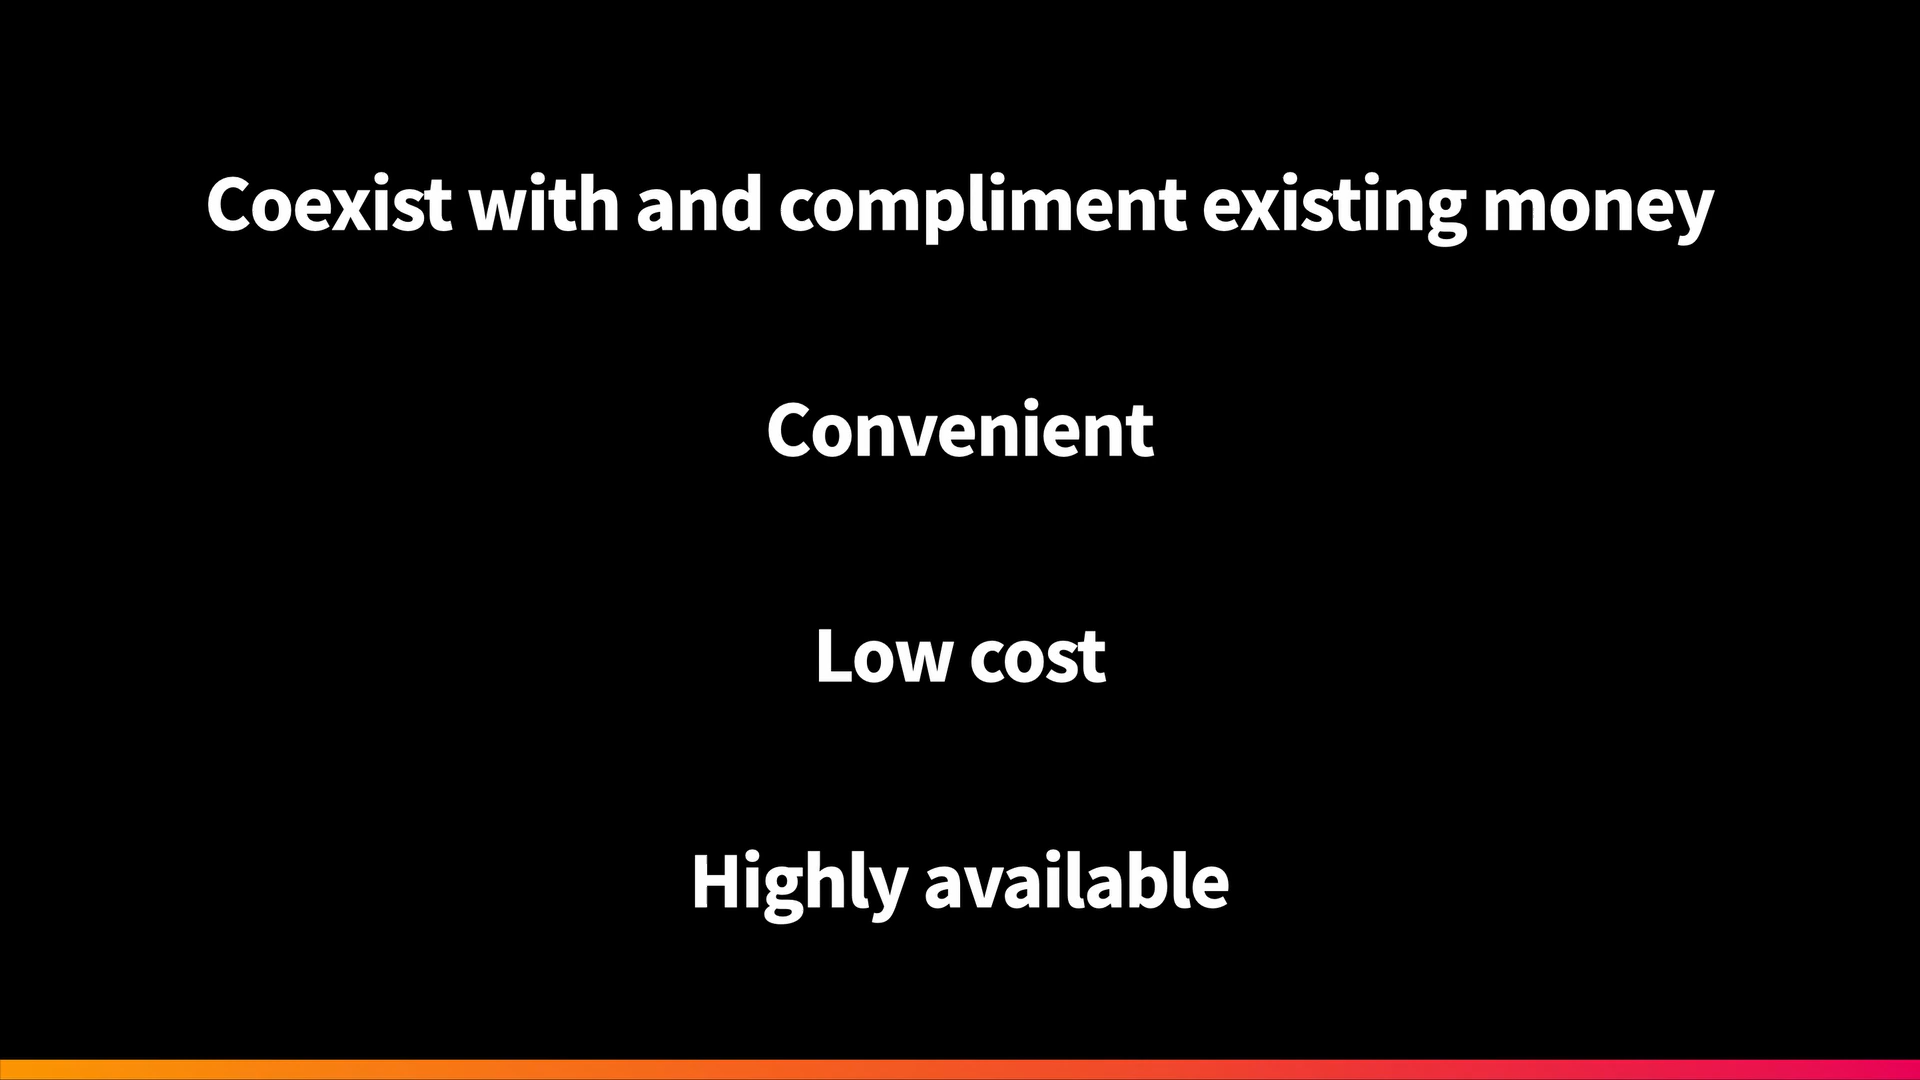 Coexist with and compliment existing money
Convenient
Low cost
Highly available